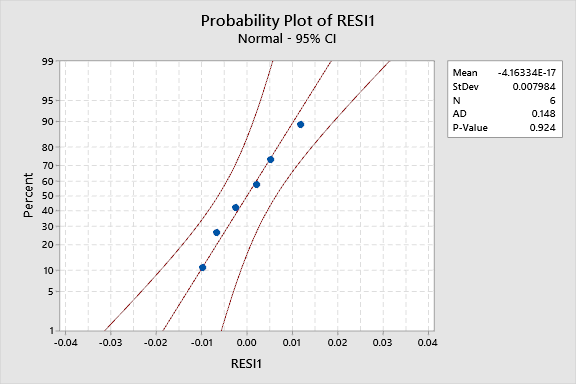 Probability Plot of RESI1
Normal - 95% CI
Mean -4.16334E-17
StDev 0.007984
N 6
AD 0.148
P-Value 0.924
Percent
99
95
90
80
70
60
50
40
30
20
10
5
1
-0.04 -0.03 -0.02 -0.01 0.00 0.01 0.02 0.03 0.04
RESI1